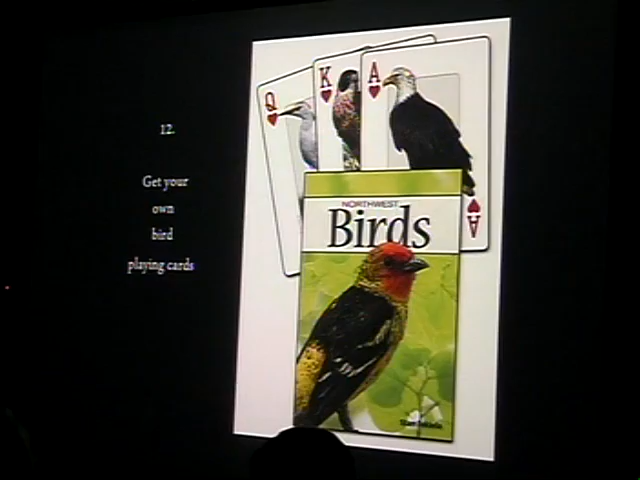 12.
Get your
own
bird
playing cards
Q
K
A
NORTHWEST
Birds
A